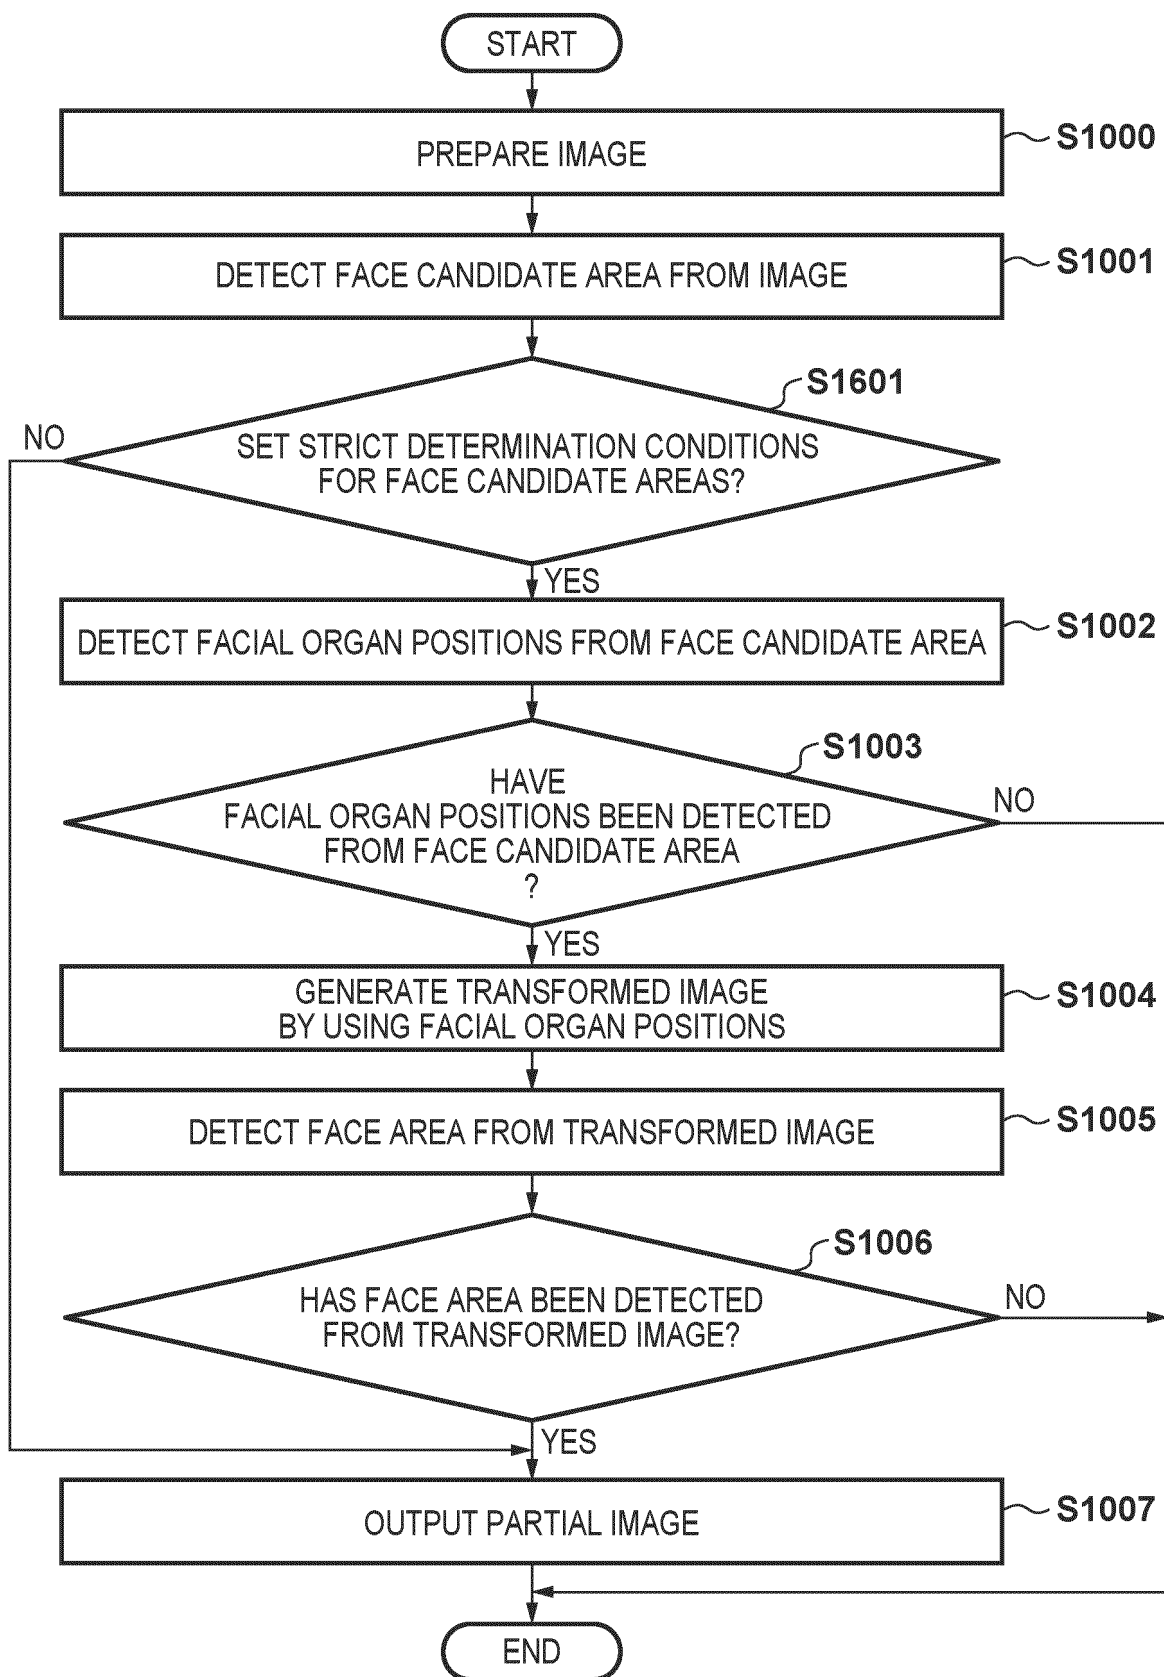 START
PREPARE IMAGE
S1000
DETECT FACE CANDIDATE AREA FROM IMAGE
S1001
S1601
NO
SET STRICT DETERMINATION CONDITIONS
FOR FACE CANDIDATE AREAS?
YES
DETECT FACIAL ORGAN POSITIONS FROM FACE CANDIDATE AREA
S1002
S1003
HAVE
FACIAL ORGAN POSITIONS BEEN DETECTED
FROM FACE CANDIDATE AREA
?
NO
YES
GENERATE TRANSFORMED IMAGE
BY USING FACIAL ORGAN POSITIONS
S1004
DETECT FACE AREA FROM TRANSFORMED IMAGE
S1005
S1006
HAS FACE AREA BEEN DETECTED
FROM TRANSFORMED IMAGE?
NO
YES
OUTPUT PARTIAL IMAGE
S1007
END